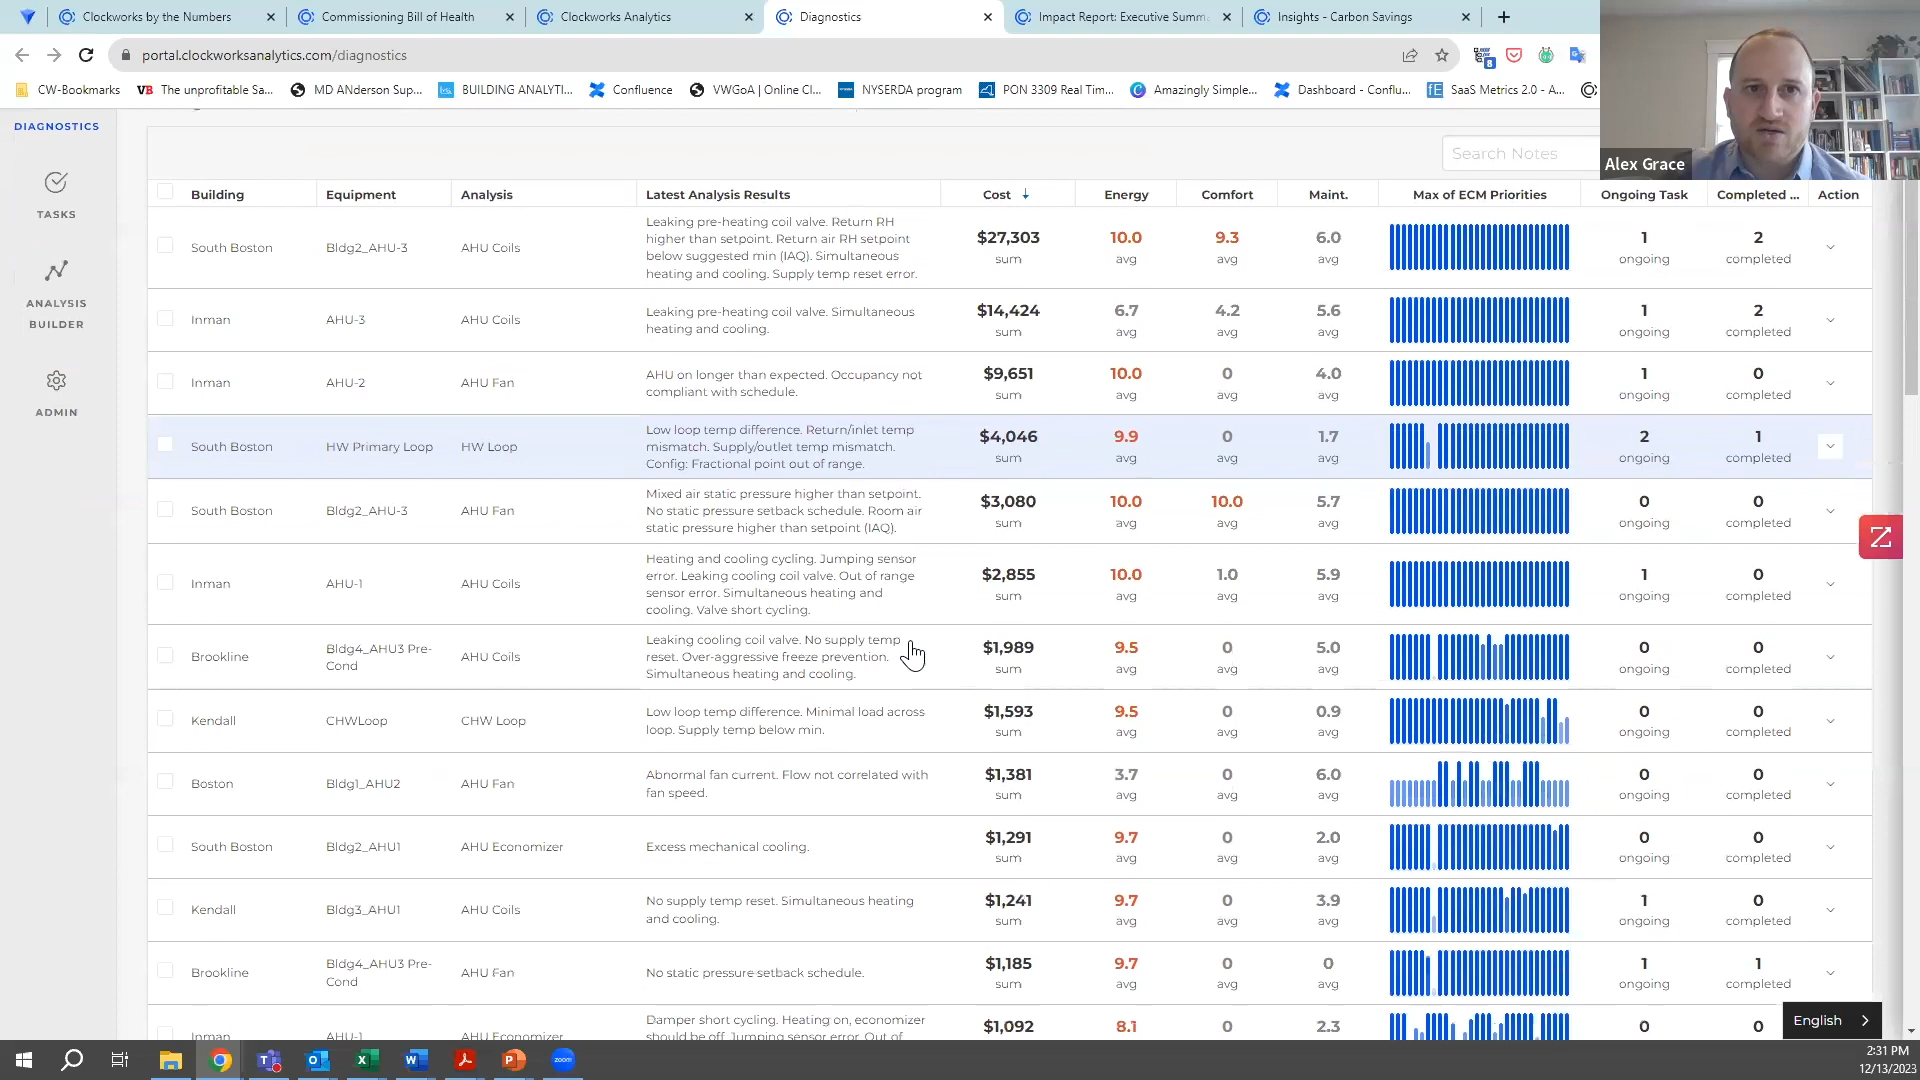 Clockworks by the Numbers
Commissioning Bill of Health
Clockworks Analytics
Diagnostics
Impact Report: Executive Summ
Insights - Carbon Savings
portal.clockworksanalytics.com/diagnostics
8
CW-Bookmarks
VB The unprofitable Sa...
MD ANderson Sup...
BUILDING ANALYTI...
Confluence
VWGoA | Online Cl...
NYSERDA program
PON 3309 Real Tim...
Amazingly Simple...
Dashboard - Conflu...
fE SaaS Metrics 2.0 - A...
Alex Grace
DIAGNOSTICS
TASKS
ANALYSIS
BUILDER
ADMIN
Search Notes
Building Equipment Analysis Latest Analysis Results Cost Energy Comfort Maint. Max of ECM Priorities Ongoing Task Completed ... Action
South Boston Bldg2_AHU-3 AHU Coils
Leaking pre-heating coil valve. Return RH
higher than setpoint. Return air RH setpoint
below suggested min (IAQ). Simultaneous
heating and cooling. Supply temp reset error.
$27,303 10.0 9.3 6.0 1 2
sum avg avg avg ongoing completed
Inman AHU-3 AHU Coils
Leaking pre-heating coil valve. Simultaneous
heating and cooling.
$14,424 6.7 4.2 5.6 1 2
sum avg avg avg ongoing completed
Inman AHU-2 AHU Fan
AHU on longer than expected. Occupancy not
compliant with schedule.
$9,651 10.0 0 4.0 1 0
sum avg avg avg ongoing completed
South Boston HW Primary Loop HW Loop
Low loop temp difference. Return/inlet temp
mismatch. Supply/outlet temp mismatch.
Config: Fractional point out of range.
$4,046 9.9 0 1.7 2 1
sum avg avg avg ongoing completed
South Boston Bldg2_AHU-3 AHU Fan
Mixed air static pressure higher than setpoint.
No static pressure setback schedule. Room air
static pressure higher than setpoint (IAQ).
$3,080 10.0 10.0 5.7 0 0
sum avg avg avg ongoing completed
Inman AHU-1 AHU Coils
Heating and cooling cycling. Jumping sensor
error. Leaking cooling coil valve. Out of range
sensor error. Simultaneous heating and
cooling. Valve short cycling.
$2,855 10.0 1.0 5.9 1 0
sum avg avg avg ongoing completed
Brookline Bldg4_AHU3 Pre-
Cond AHU Coils
Leaking cooling coil valve. No supply temp
reset. Over-aggressive freeze prevention.
Simultaneous heating and cooling.
$1,989 9.5 0 5.0 0 0
sum avg avg avg ongoing completed
Kendall CHWLoop CHW Loop
Low loop temp difference. Minimal load across
loop. Supply temp below min.
$1,593 9.5 0 0.9 0 0
sum avg avg avg ongoing completed
Boston Bldg1_AHU2 AHU Fan
Abnormal fan current. Flow not correlated with
fan speed.
$1,381 3.7 0 6.0 0 0
sum avg avg avg ongoing completed
South Boston Bldg2_AHU1 AHU Economizer
Excess mechanical cooling.
$1,291 9.7 0 2.0 0 0
sum avg avg avg ongoing completed
Kendall Bldg3_AHU1 AHU Coils
No supply temp reset. Simultaneous heating
and cooling.
$1,241 9.7 0 3.9 1 0
sum avg avg avg ongoing completed
Brookline Bldg4_AHU3 Pre-
Cond AHU Fan
No static pressure setback schedule.
$1,185 9.7 0 0 1 1
sum avg avg avg ongoing completed
Inman AHU-1 AHU Economizer
Damper short cycling. Heating on, economizer
should be off. Jumping sensor error. Out of
$1,092 8.1 0 2.3 0 0
English
2:31 PM
12/13/2023